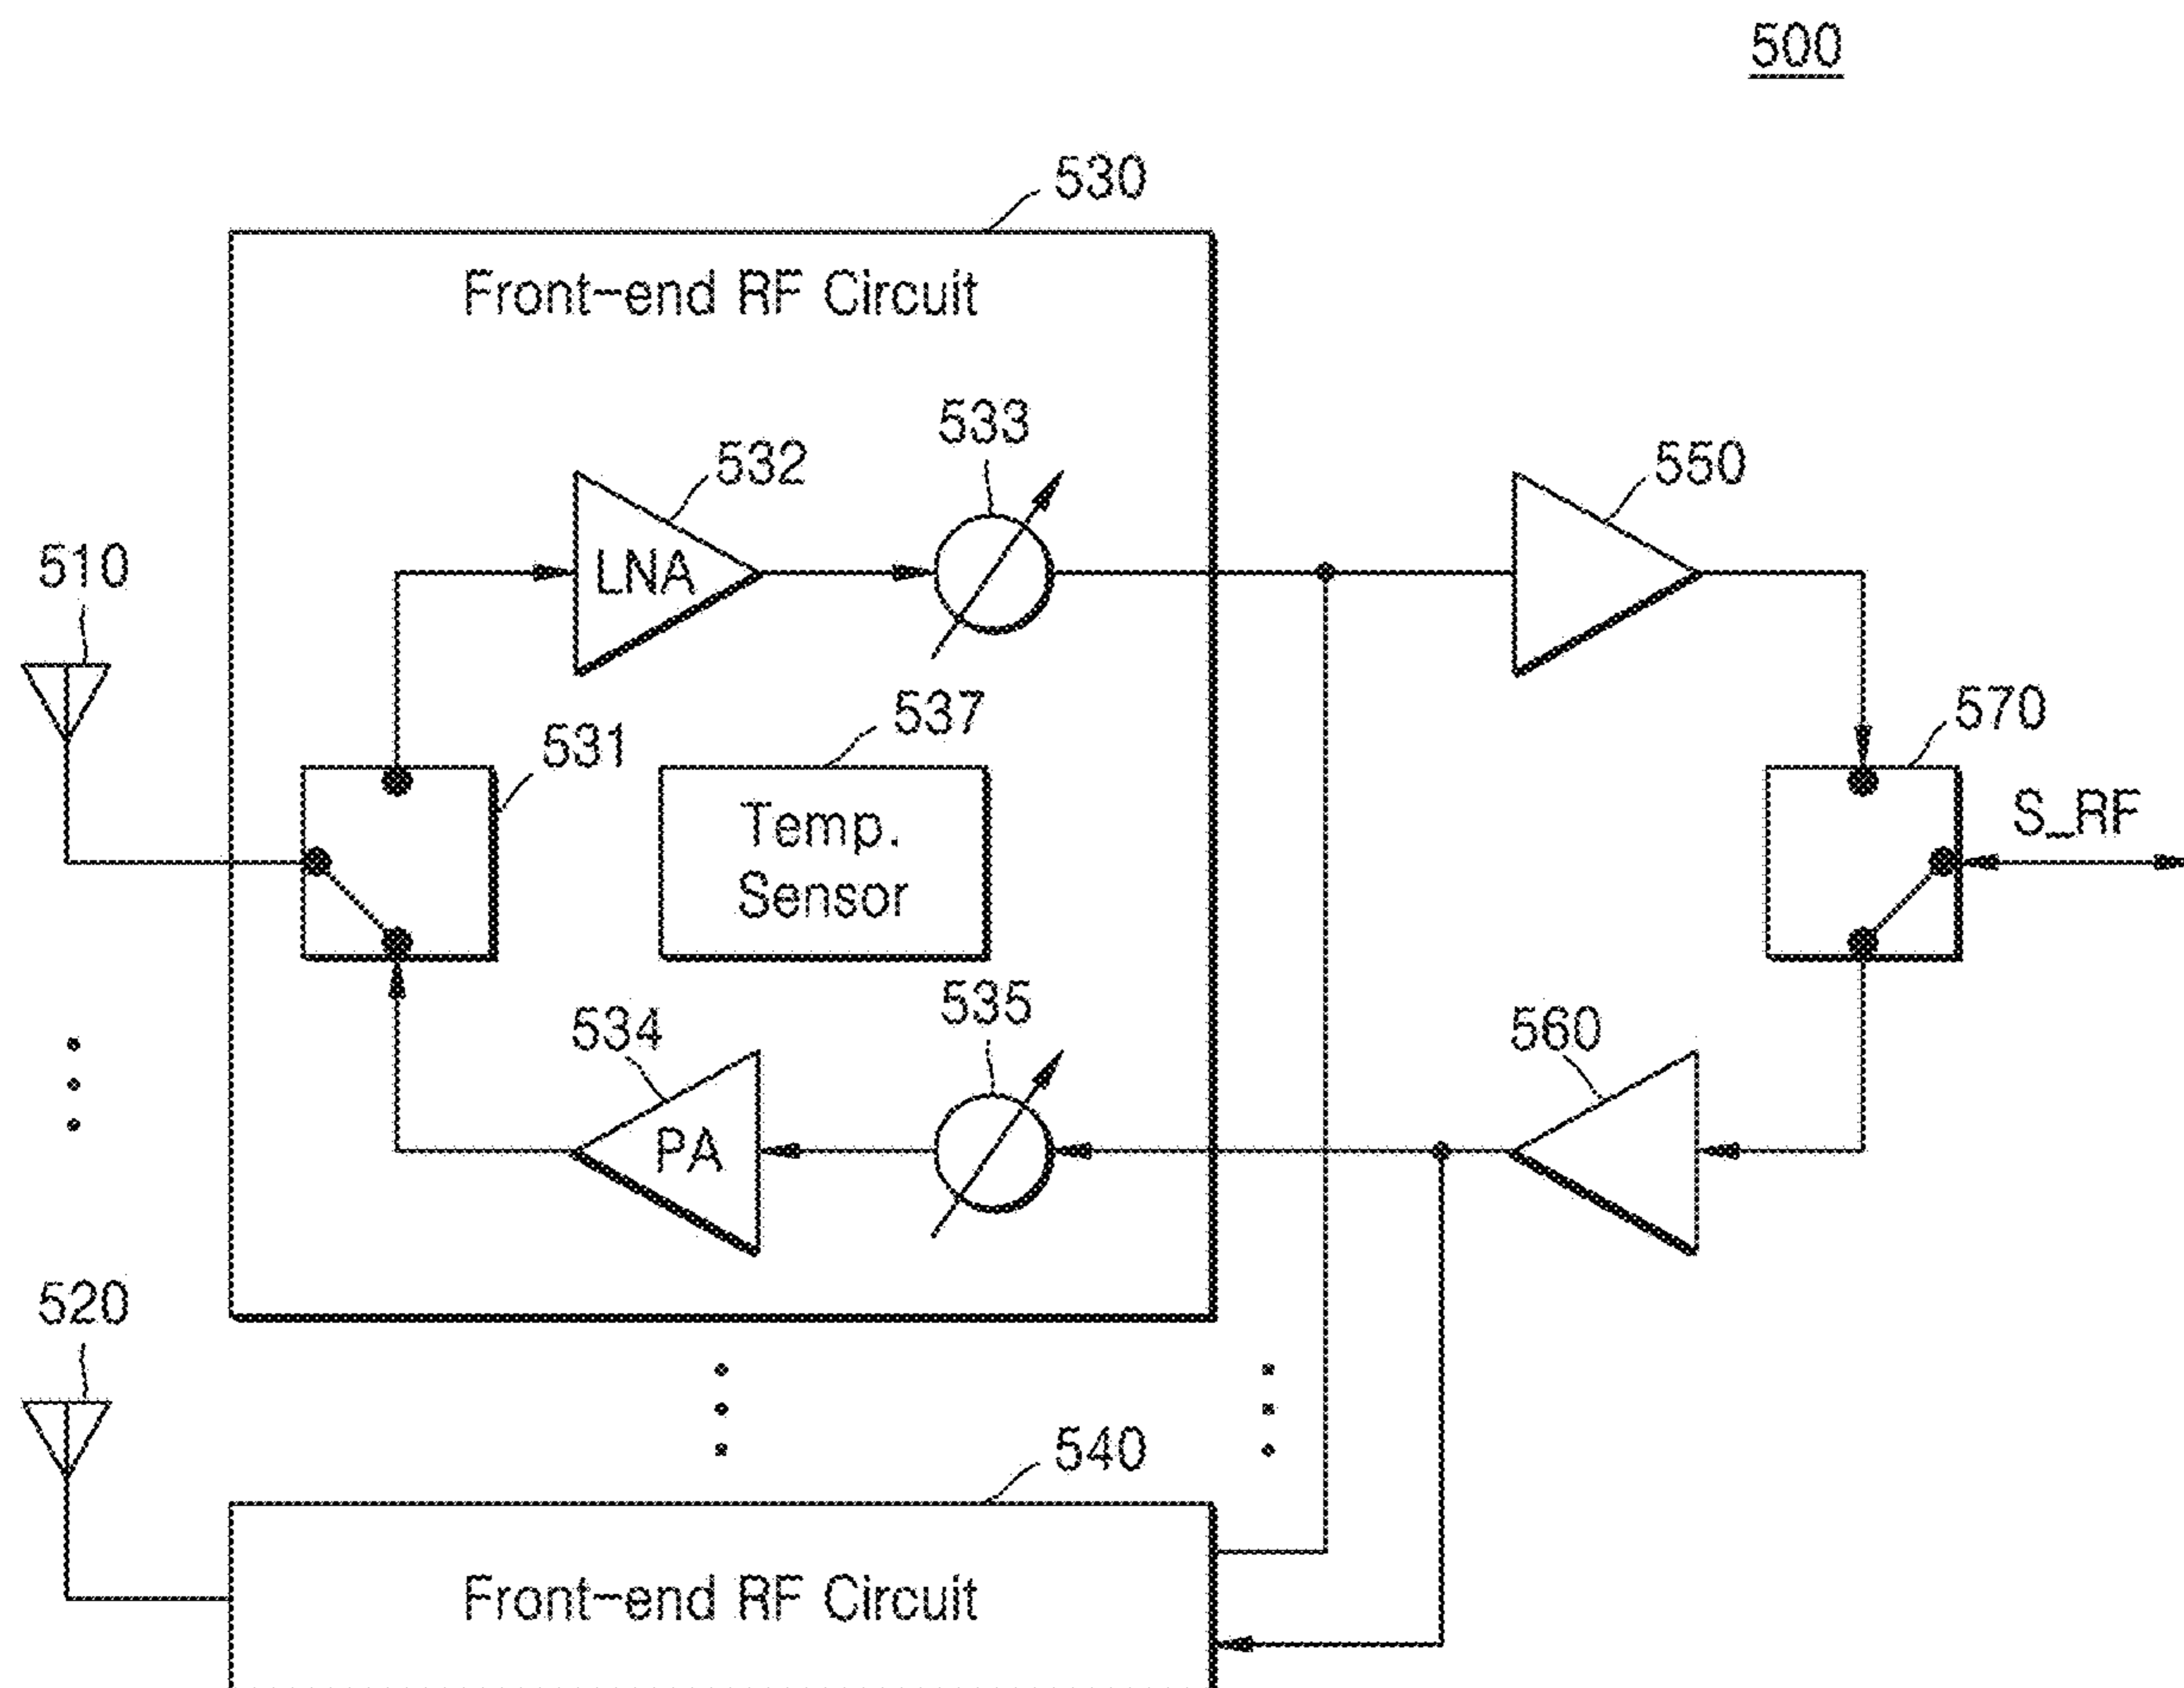 500
530
Front-end RF Circuit
533
532
550
LNA
510
537
570
531
Temp.
Sensor
S_RF
535
534
560
PA
520
540
Front-end RF Circuit